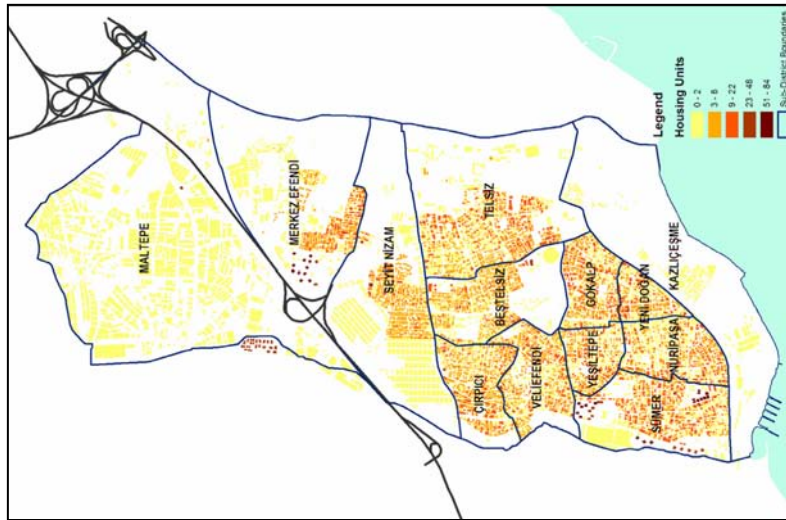 MALTEPE
MERKEZ EFENDİ
SEYİT NİZAM
TELSİZ
BEŞTELSİZ
ÇIRPICI
VELİEFENDİ
GÖKALP
YEŞİLTEPE
YENİDOĞAN
NURİPAŞA
SÜMER
KAZLIÇEŞME
Legend
Housing Units
0 - 2
3 - 8
9 - 22
23 - 48
51 - 84
Sub-District Boundaries